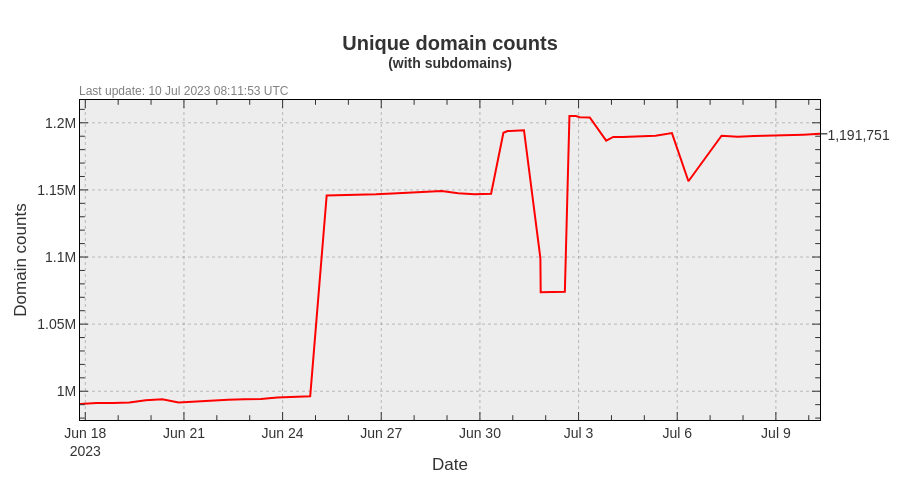 Unique domain counts
(with subdomains)
Last update: 10 Jul 2023 08:11:53 UTC
1.2M
1.15M
1.1M
1.05M
1M
Domain counts
1,191,751
Jun 18
2023
Jun 21
Jun 24
Jun 27
Jun 30
Jul 3
Jul 6
Jul 9
Date